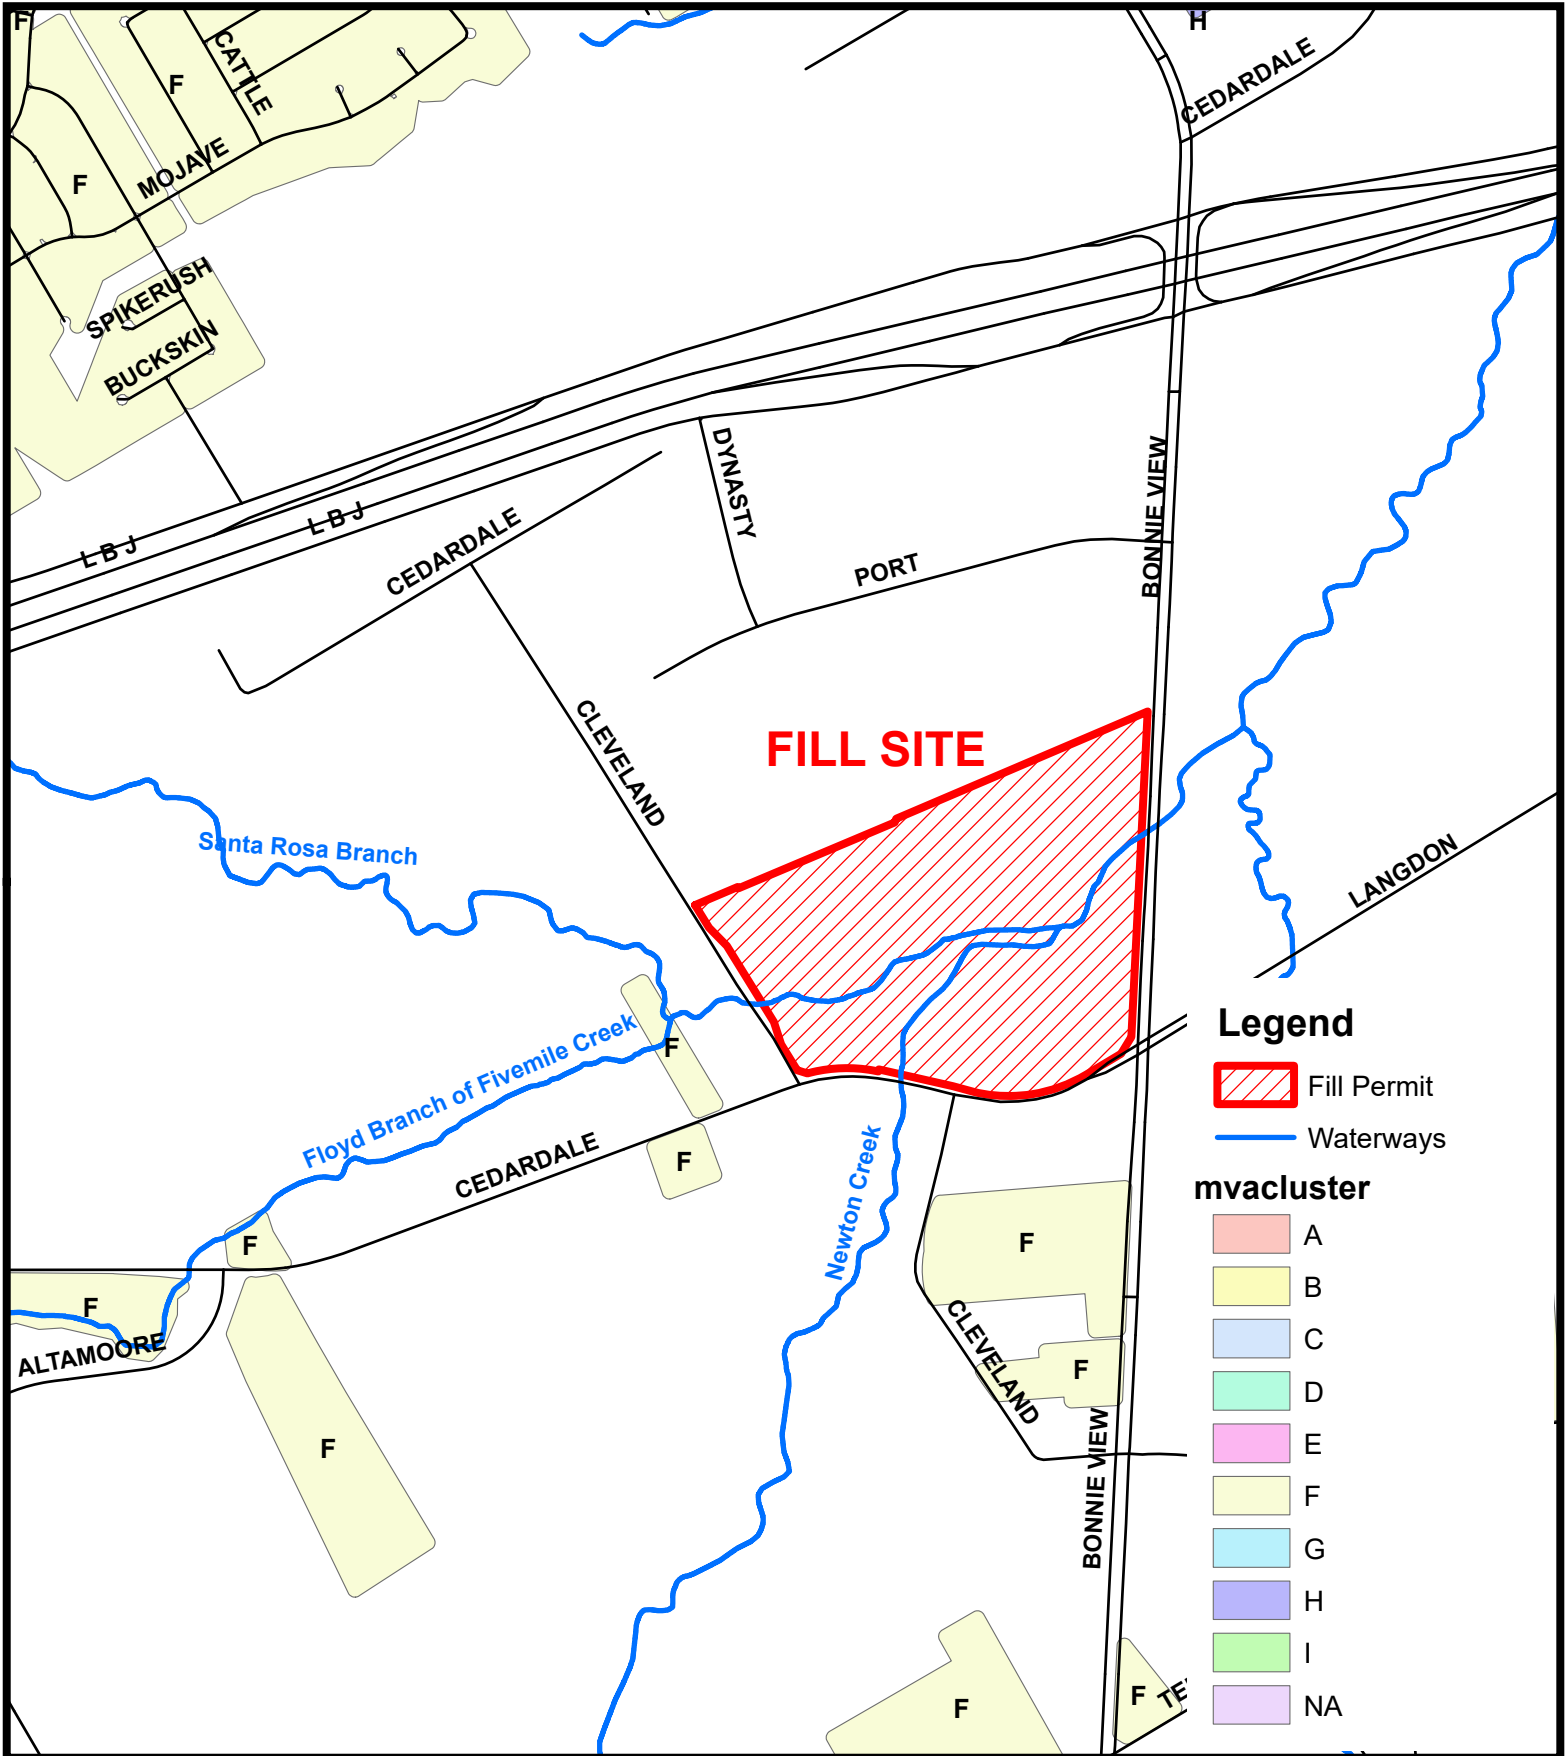 F
H
CEDARDALE
CATTLE
F
MOJAVE
F
SPIKERUSH
BUCKSKIN
L B J
L B J
CEDARDALE
DYNASTY
PORT
BONNIE VIEW
CLEVELAND
FILL SITE
Santa Rosa Branch
LANGDON
Floyd Branch of Fivemile Creek
F
CEDARDALE
F
Newton Creek
F
F
ALTAMOORE
F
F
CLEVELAND
F
BONNIE VIEW
F
F
Legend
Fill Permit
Waterways
mvacluster
A
B
C
D
E
F
G
H
I
NA